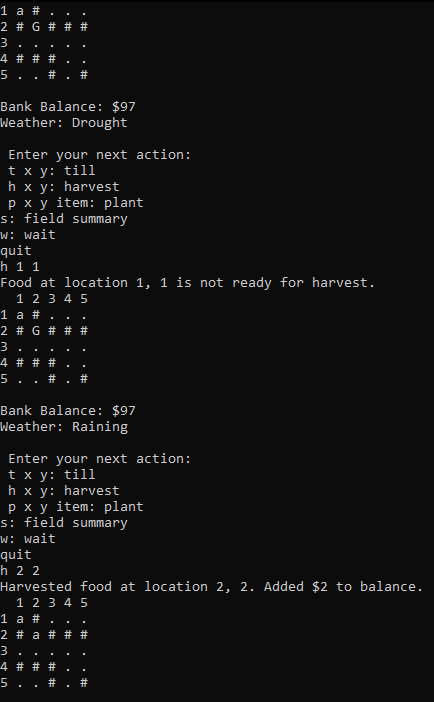 1 a # . . .
2 # G # # #
3 . . . . .
4 # # # . .
5 . . # . #

Bank Balance: $97
Weather: Drought

 Enter your next action:
 t x y: till
 h x y: harvest
 p x y item: plant
s: field summary
w: wait
quit
h 1 1
Food at location 1, 1 is not ready for harvest.
  1 2 3 4 5
1 a # . . .
2 # G # # #
3 . . . . .
4 # # # . .
5 . . # . #

Bank Balance: $97
Weather: Raining

 Enter your next action:
 t x y: till
 h x y: harvest
 p x y item: plant
s: field summary
w: wait
quit
h 2 2
Harvested food at location 2, 2. Added $2 to balance.
  1 2 3 4 5
1 a # . . .
2 # a # # #
3 . . . . .
4 # # # . .
5 . . # . #